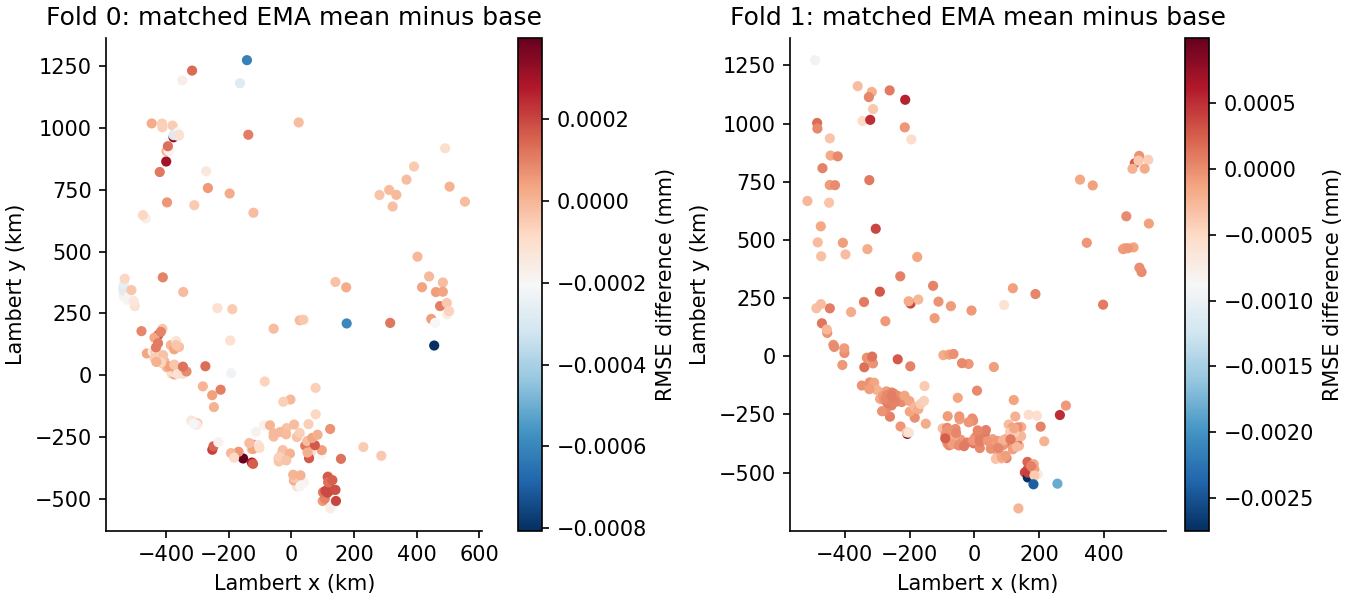 Fold 0: matched EMA mean minus base
1250
1000
750
500
250
0
−250
−500
Lambert y (km)
−400 −200 0 200 400 600
Lambert x (km)
0.0002
0.0000
−0.0002
−0.0004
−0.0006
−0.0008
RMSE difference (mm)
Fold 1: matched EMA mean minus base
1250
1000
750
500
250
0
−250
−500
Lambert y (km)
−400 −200 0 200 400
Lambert x (km)
0.0005
0.0000
−0.0005
−0.0010
−0.0015
−0.0020
−0.0025
RMSE difference (mm)